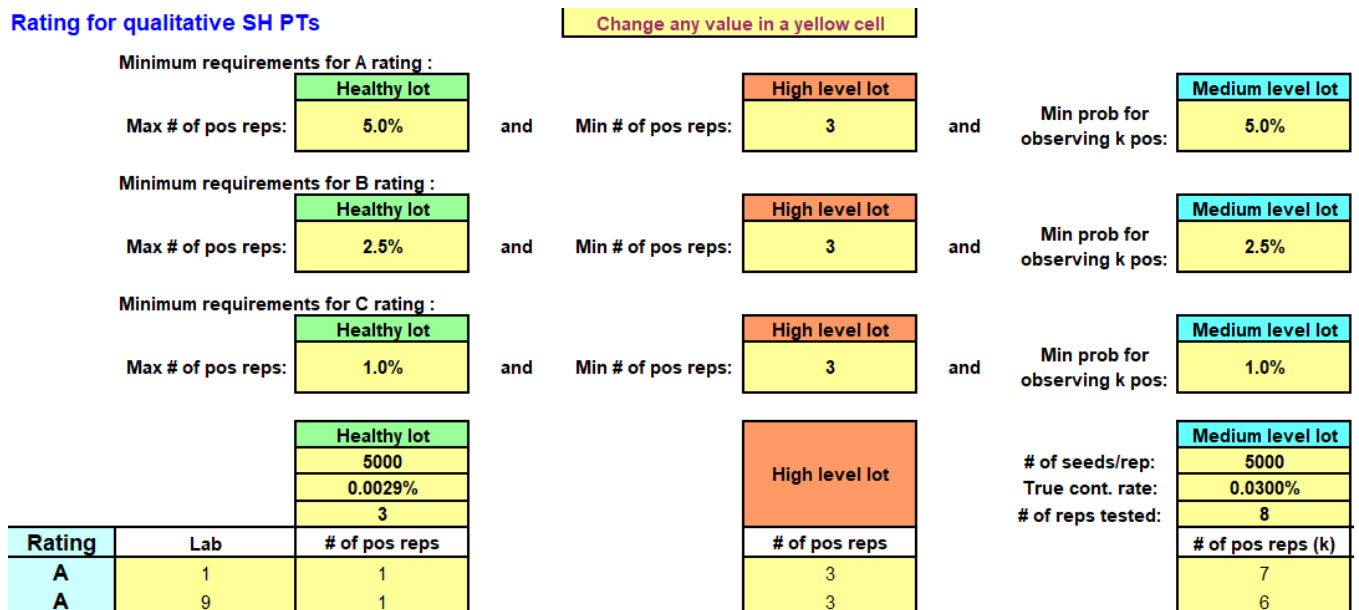 Rating for qualitative SH PTs Change any value in a yellow cell
Minimum requirements for A rating :
Healthy lot High level lot Medium level lot
Max # of pos reps: 5.0% and Min # of pos reps: 3 and Min prob for observing k pos: 5.0%
Minimum requirements for B rating :
Healthy lot High level lot Medium level lot
Max # of pos reps: 2.5% and Min # of pos reps: 3 and Min prob for observing k pos: 2.5%
Minimum requirements for C rating :
Healthy lot High level lot Medium level lot
Max # of pos reps: 1.0% and Min # of pos reps: 3 and Min prob for observing k pos: 1.0%
Healthy lot High level lot Medium level lot
5000 # of seeds/rep: 5000
0.0029% True cont. rate: 0.0300%
3 # of reps tested: 8
Rating Lab # of pos reps # of pos reps # of pos reps (k)
A 1 1 3 7
A 9 1 3 6